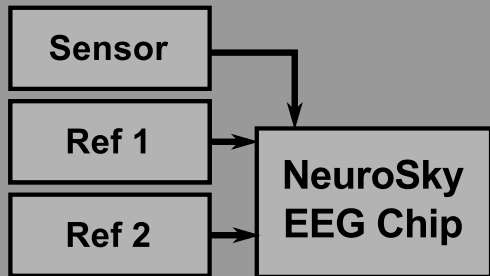 Sensor
Ref 1
Ref 2
NeuroSky
EEG Chip